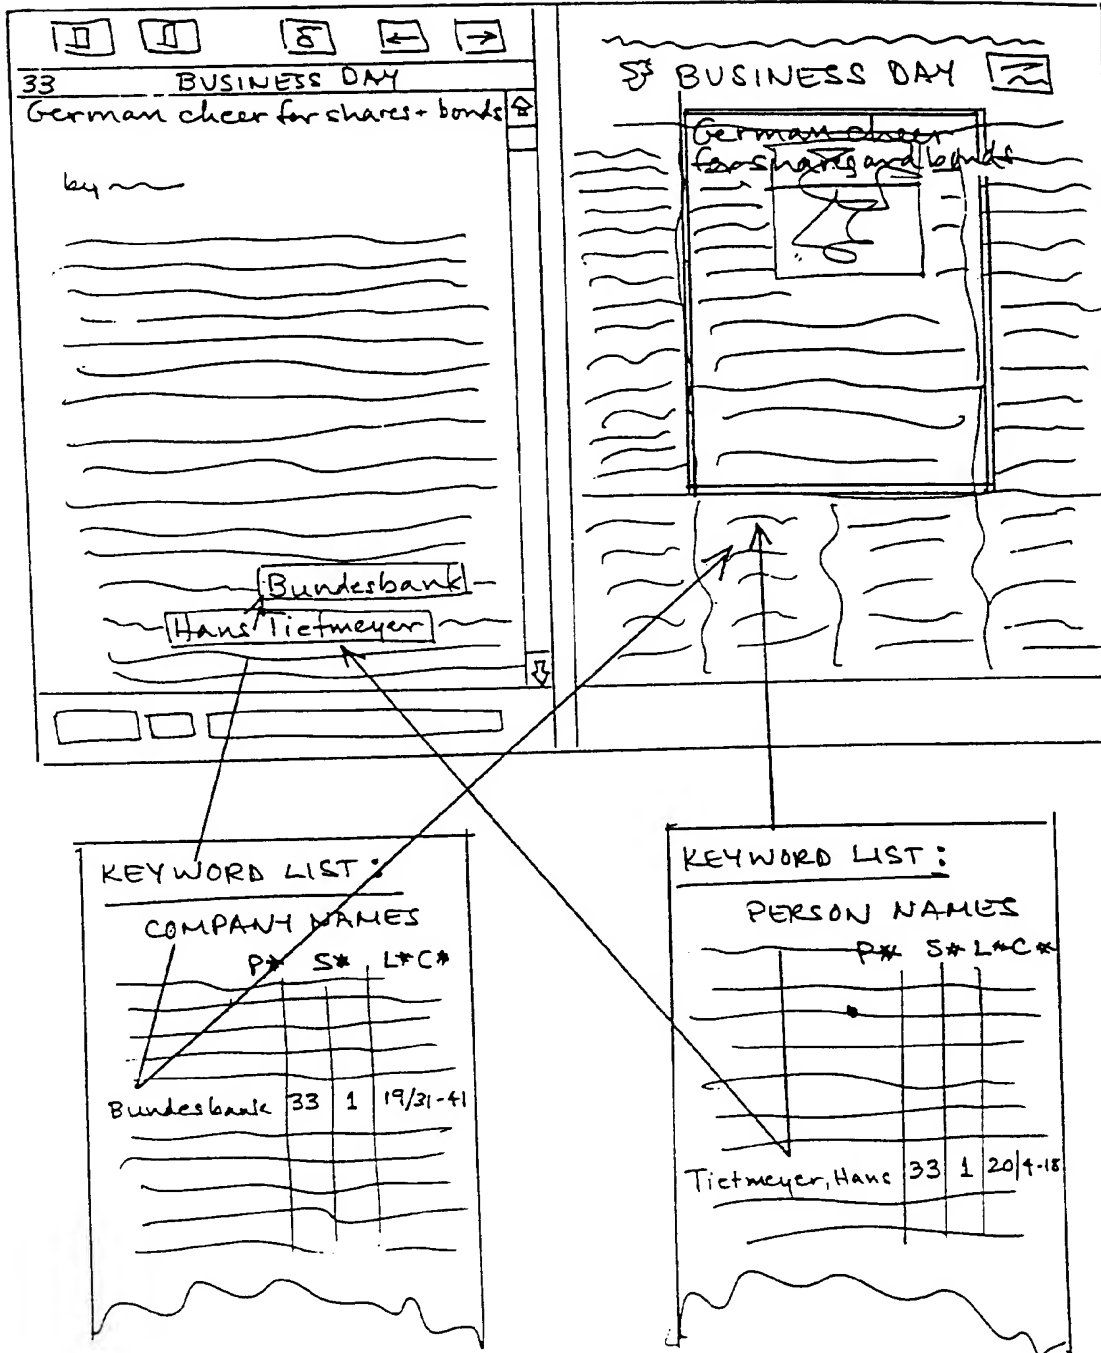 33 BUSINESS DAY
German cheer for shares + bonds
by
Bundesbank
Hans Tietmeyer
BUSINESS DAY
German cheer
for shares and bonds
KEYWORD LIST:
COMPANY NAMES
P* S* L*C*
Bundesbank 33 1 19/31-41
KEYWORD LIST:
PERSON NAMES
P* S* L*C*
Tietmeyer, Hans 33 1 20/4-18